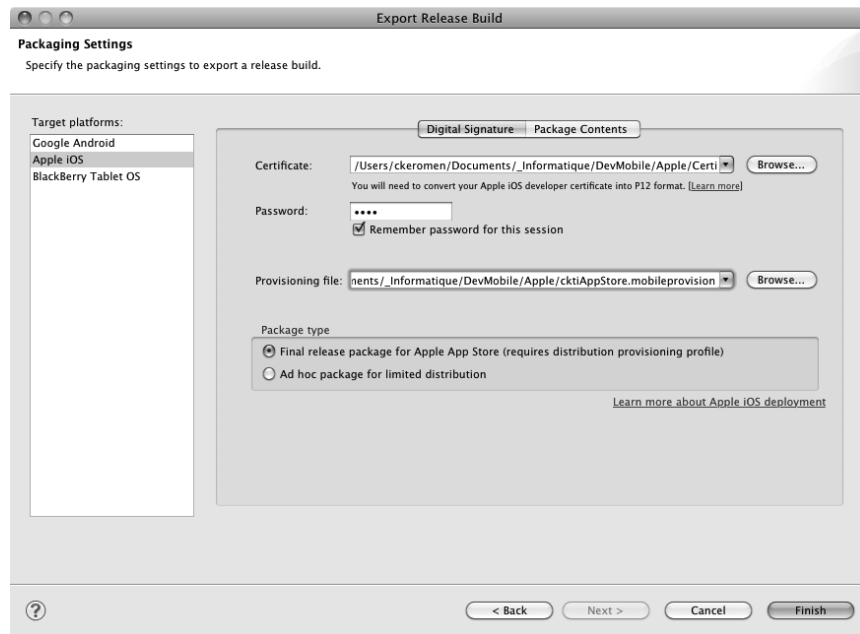 Export Release Build
Packaging Settings
Specify the packaging settings to export a release build.
Target platforms:
Google Android
Apple iOS
BlackBerry Tablet OS
Digital Signature Package Contents
Certificate: /Users/ckeromen/Documents/_Informatique/DevMobile/Apple/Certi Browse...
You will need to convert your Apple iOS developer certificate into P12 format. [Learn more]
Password: ••••
Remember password for this session
Provisioning file: nents/_Informatique/DevMobile/Apple/cktiAppStore.mobileprovision Browse...
Package type
Final release package for Apple App Store (requires distribution provisioning profile)
Ad hoc package for limited distribution
Learn more about Apple iOS deployment
? < Back Next > Cancel Finish